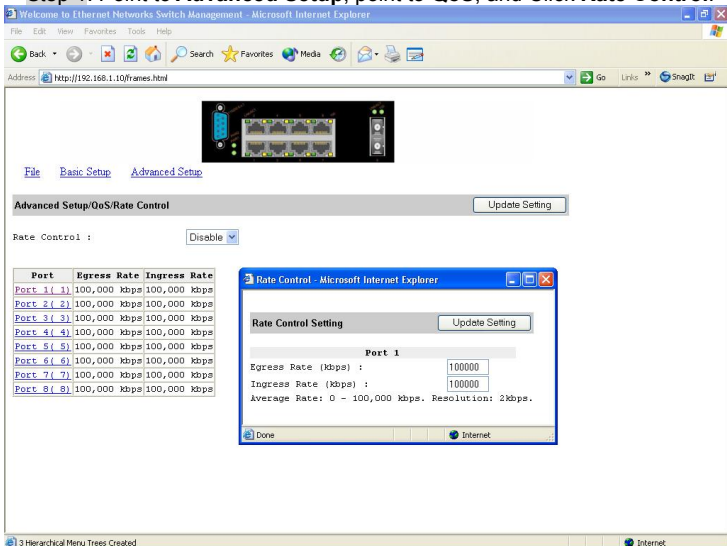 Step 1. Point to Advanced Setup, point to QoS, and Click Rate Control.
Welcome to Ethernet Networks Switch Management - Microsoft Internet Explorer
File Edit View Favorites Tools Help
Back Search Favorites Media
Address http://192.168.1.10/frames.html Go Links » SnagIt
File Basic Setup Advanced Setup
Advanced Setup/QoS/Rate Control Update Setting
Rate Control : Disable
Port Egress Rate Ingress Rate
Port 1( 1) 100,000 kbps 100,000 kbps
Port 2( 2) 100,000 kbps 100,000 kbps
Port 3( 3) 100,000 kbps 100,000 kbps
Port 4( 4) 100,000 kbps 100,000 kbps
Port 5( 5) 100,000 kbps 100,000 kbps
Port 6( 6) 100,000 kbps 100,000 kbps
Port 7( 7) 100,000 kbps 100,000 kbps
Port 8( 8) 100,000 kbps 100,000 kbps
Rate Control - Microsoft Internet Explorer
Rate Control Setting Update Setting
Port 1
Egress Rate (kbps) : 100000
Ingress Rate (kbps) : 100000
Average Rate: 0 - 100,000 kbps. Resolution: 2kbps.
Done Internet
3 Hierarchical Menu Trees Created Internet